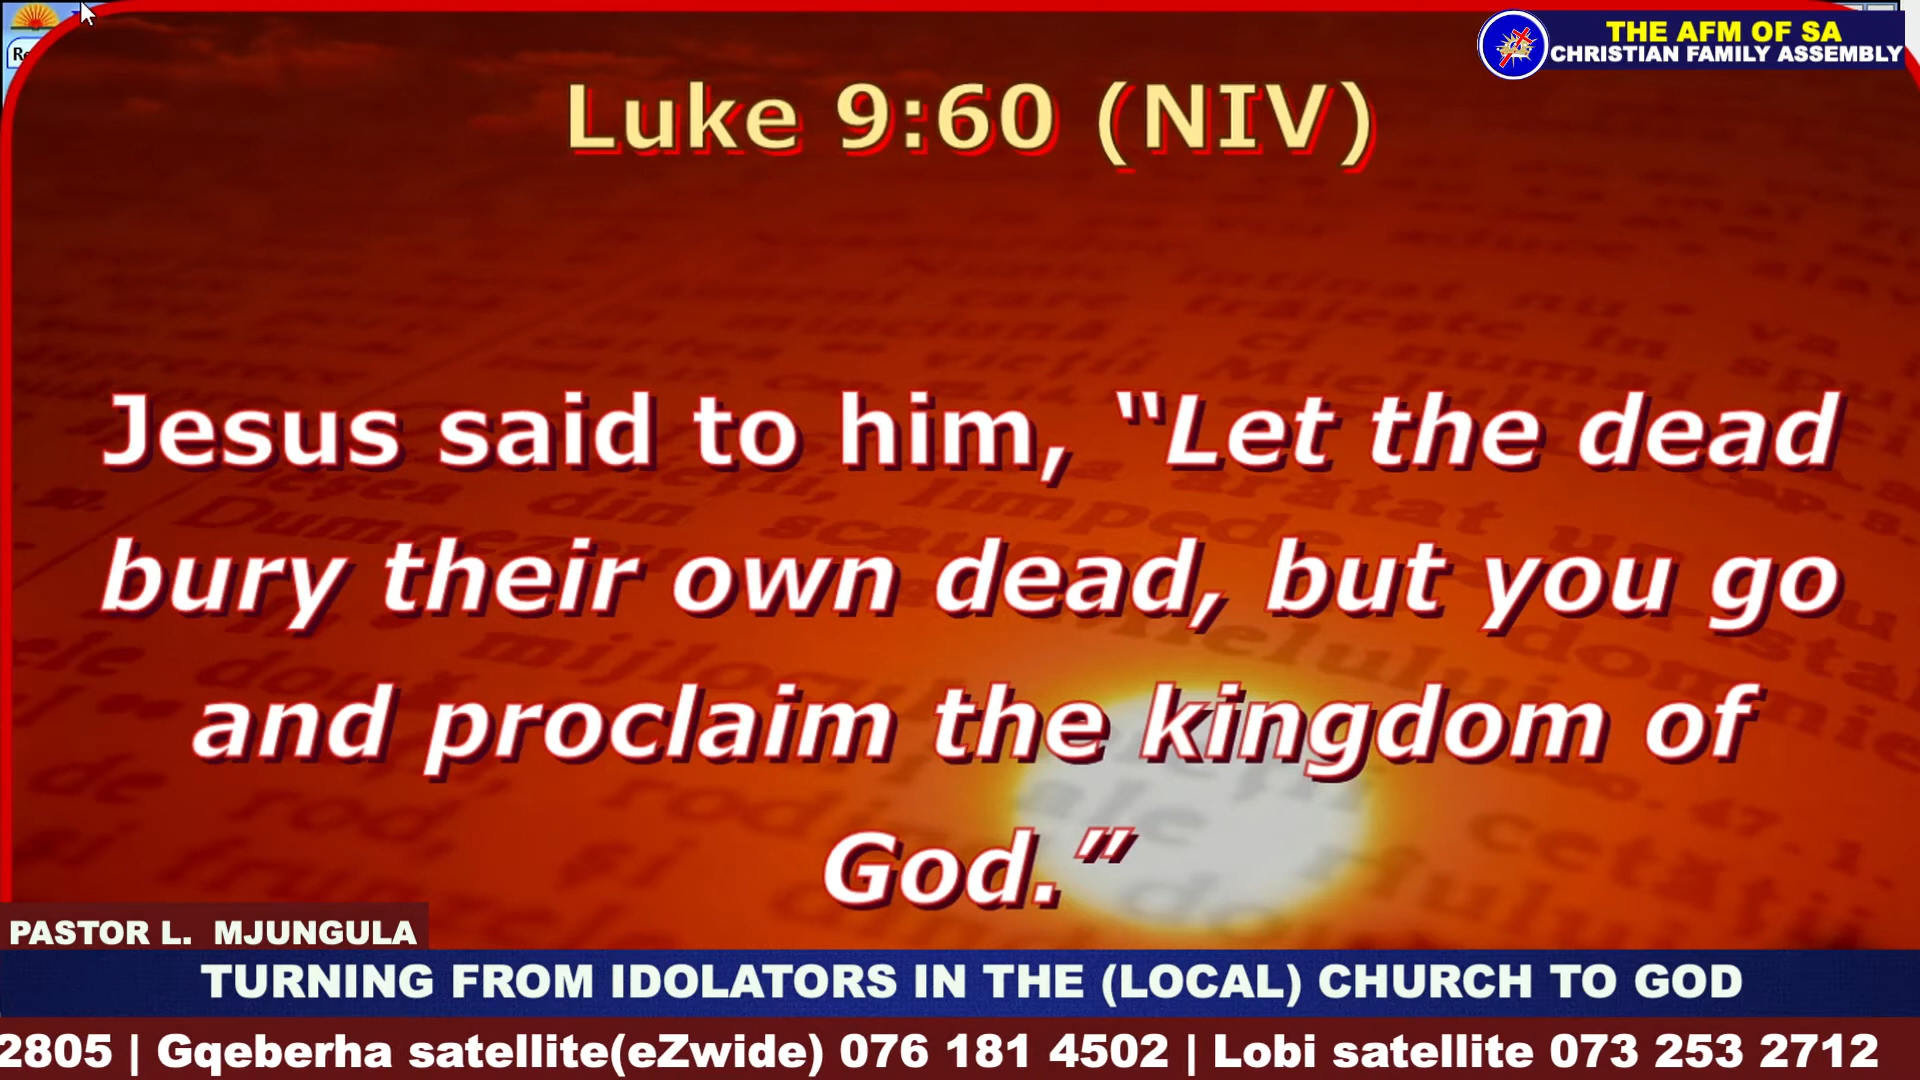 THE AFM OF SA
CHRISTIAN FAMILY ASSEMBLY
Luke 9:60 (NIV)
Jesus said to him, “Let the dead
bury their own dead, but you go
and proclaim the kingdom of
God.”
PASTOR L. MJUNGULA
TURNING FROM IDOLATORS IN THE (LOCAL) CHURCH TO GOD
2805 | Gqeberha satellite(eZwide) 076 181 4502 | Lobi satellite 073 253 2712